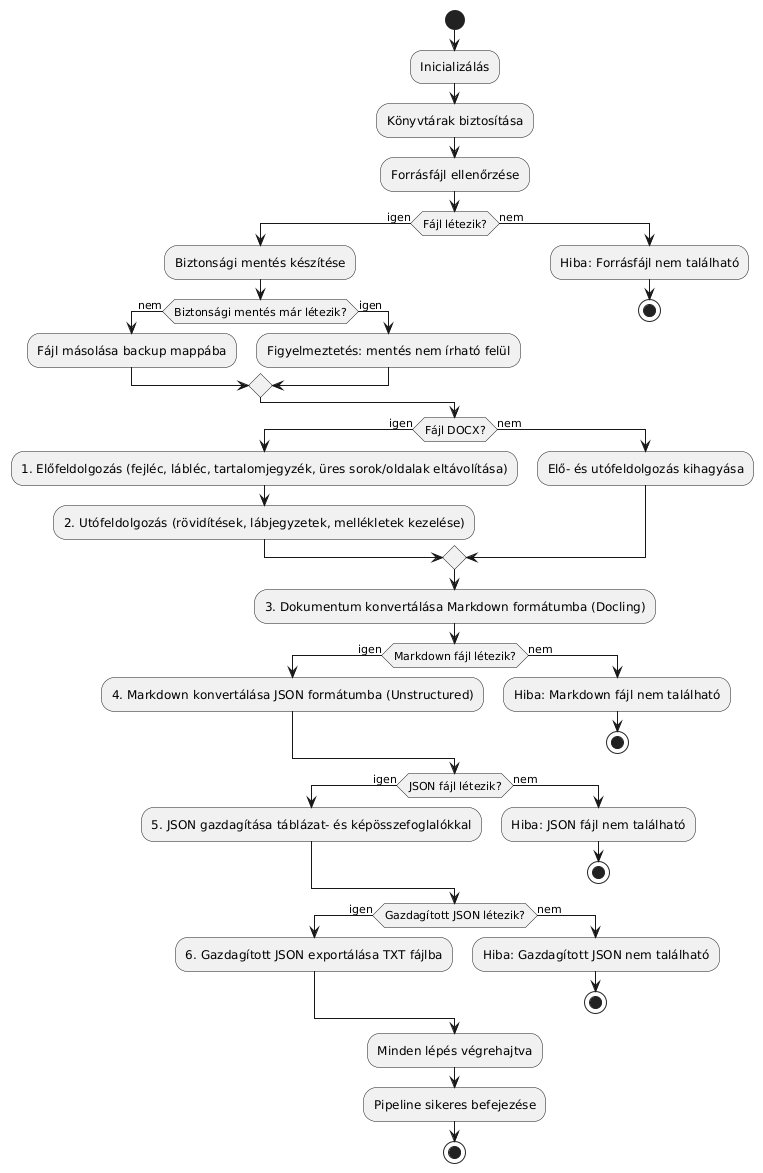 Inicializálás
Könyvtárak biztosítása
Forrásfájl ellenőrzése
igen
Fájl létezik?
nem
Biztonsági mentés készítése
Hiba: Forrásfájl nem található
nem
Biztonsági mentés már létezik?
igen
Fájl másolása backup mappába
Figyelmeztetés: mentés nem írható felül
igen
Fájl DOCX?
nem
1. Előfeldolgozás (fejléc, lábléc, tartalomjegyzék, üres sorok/oldalak eltávolítása)
Elő- és utófeldolgozás kihagyása
2. Utófeldolgozás (rövidítések, lábjegyzetek, mellékletek kezelése)
3. Dokumentum konvertálása Markdown formátumba (Docling)
igen
Markdown fájl létezik?
nem
4. Markdown konvertálása JSON formátumba (Unstructured)
Hiba: Markdown fájl nem található
igen
JSON fájl létezik?
nem
5. JSON gazdagítása táblázat- és képösszefoglalókkal
Hiba: JSON fájl nem található
igen
Gazdagított JSON létezik?
nem
6. Gazdagított JSON exportálása TXT fájlba
Hiba: Gazdagított JSON nem található
Minden lépés végrehajtva
Pipeline sikeres befejezése